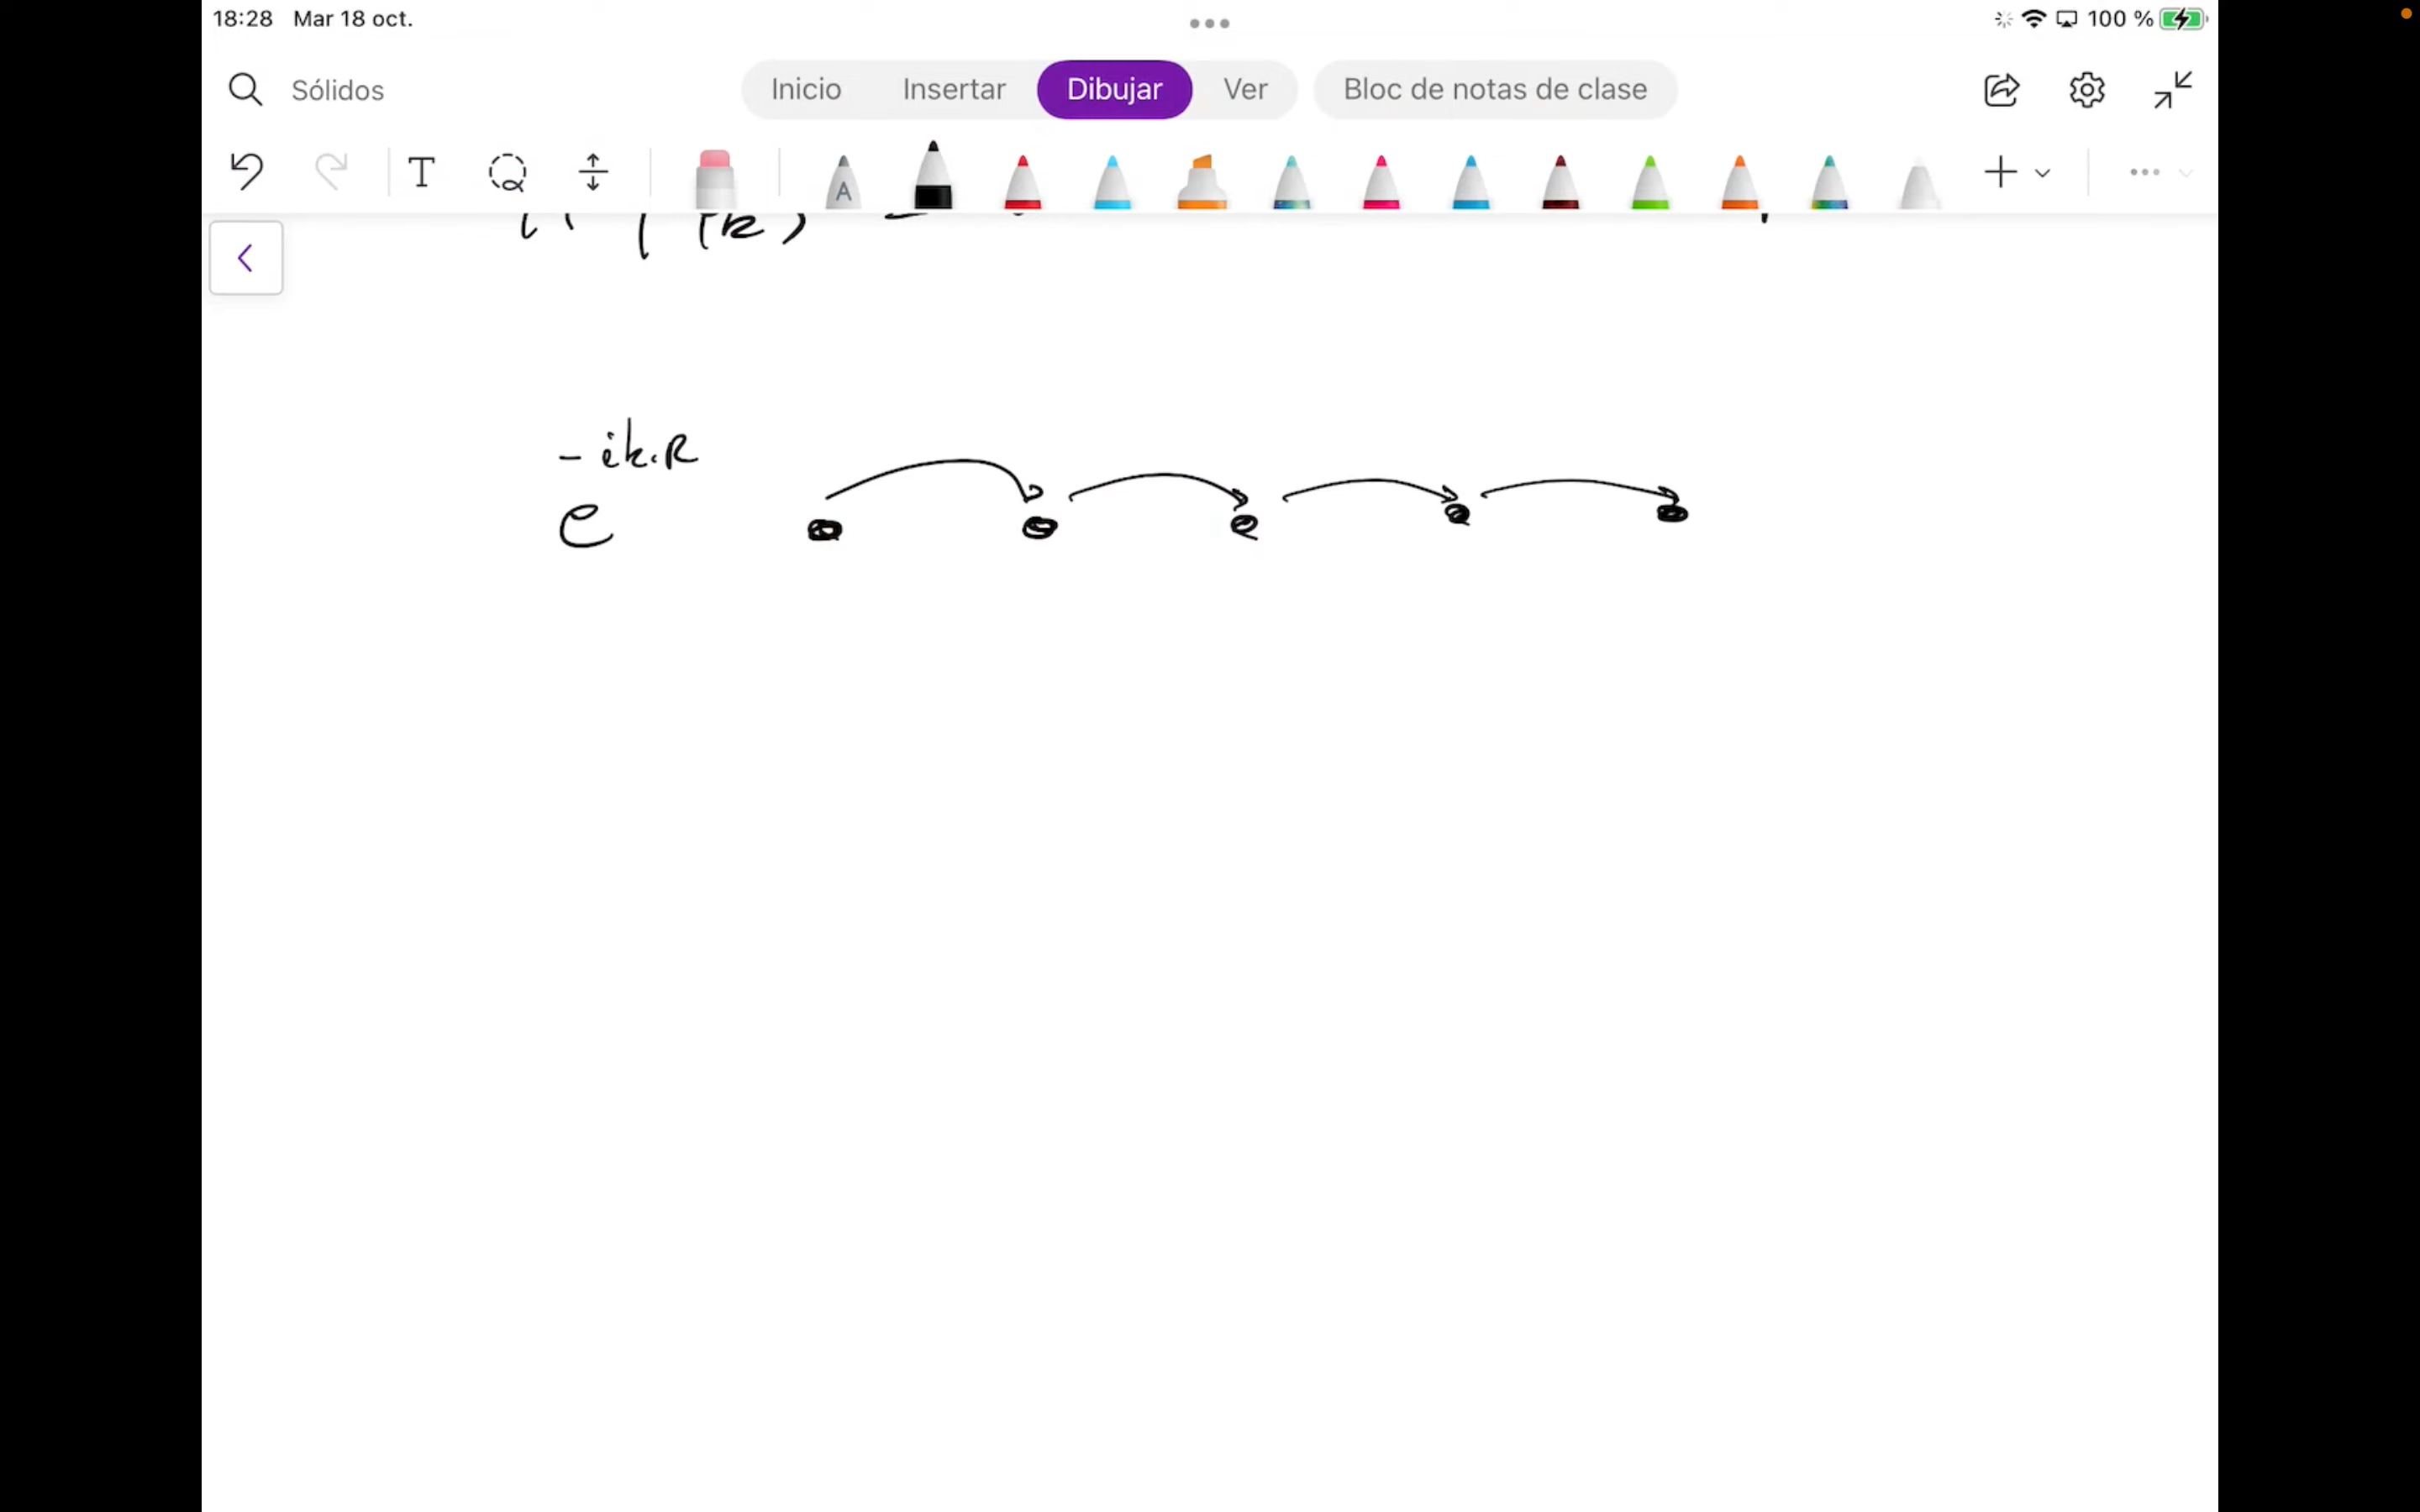 18:28 Mar 18 oct. 100 %
Sólidos Inicio Insertar Dibujar Ver Bloc de notas de clase
T A
e^{-ik.R}